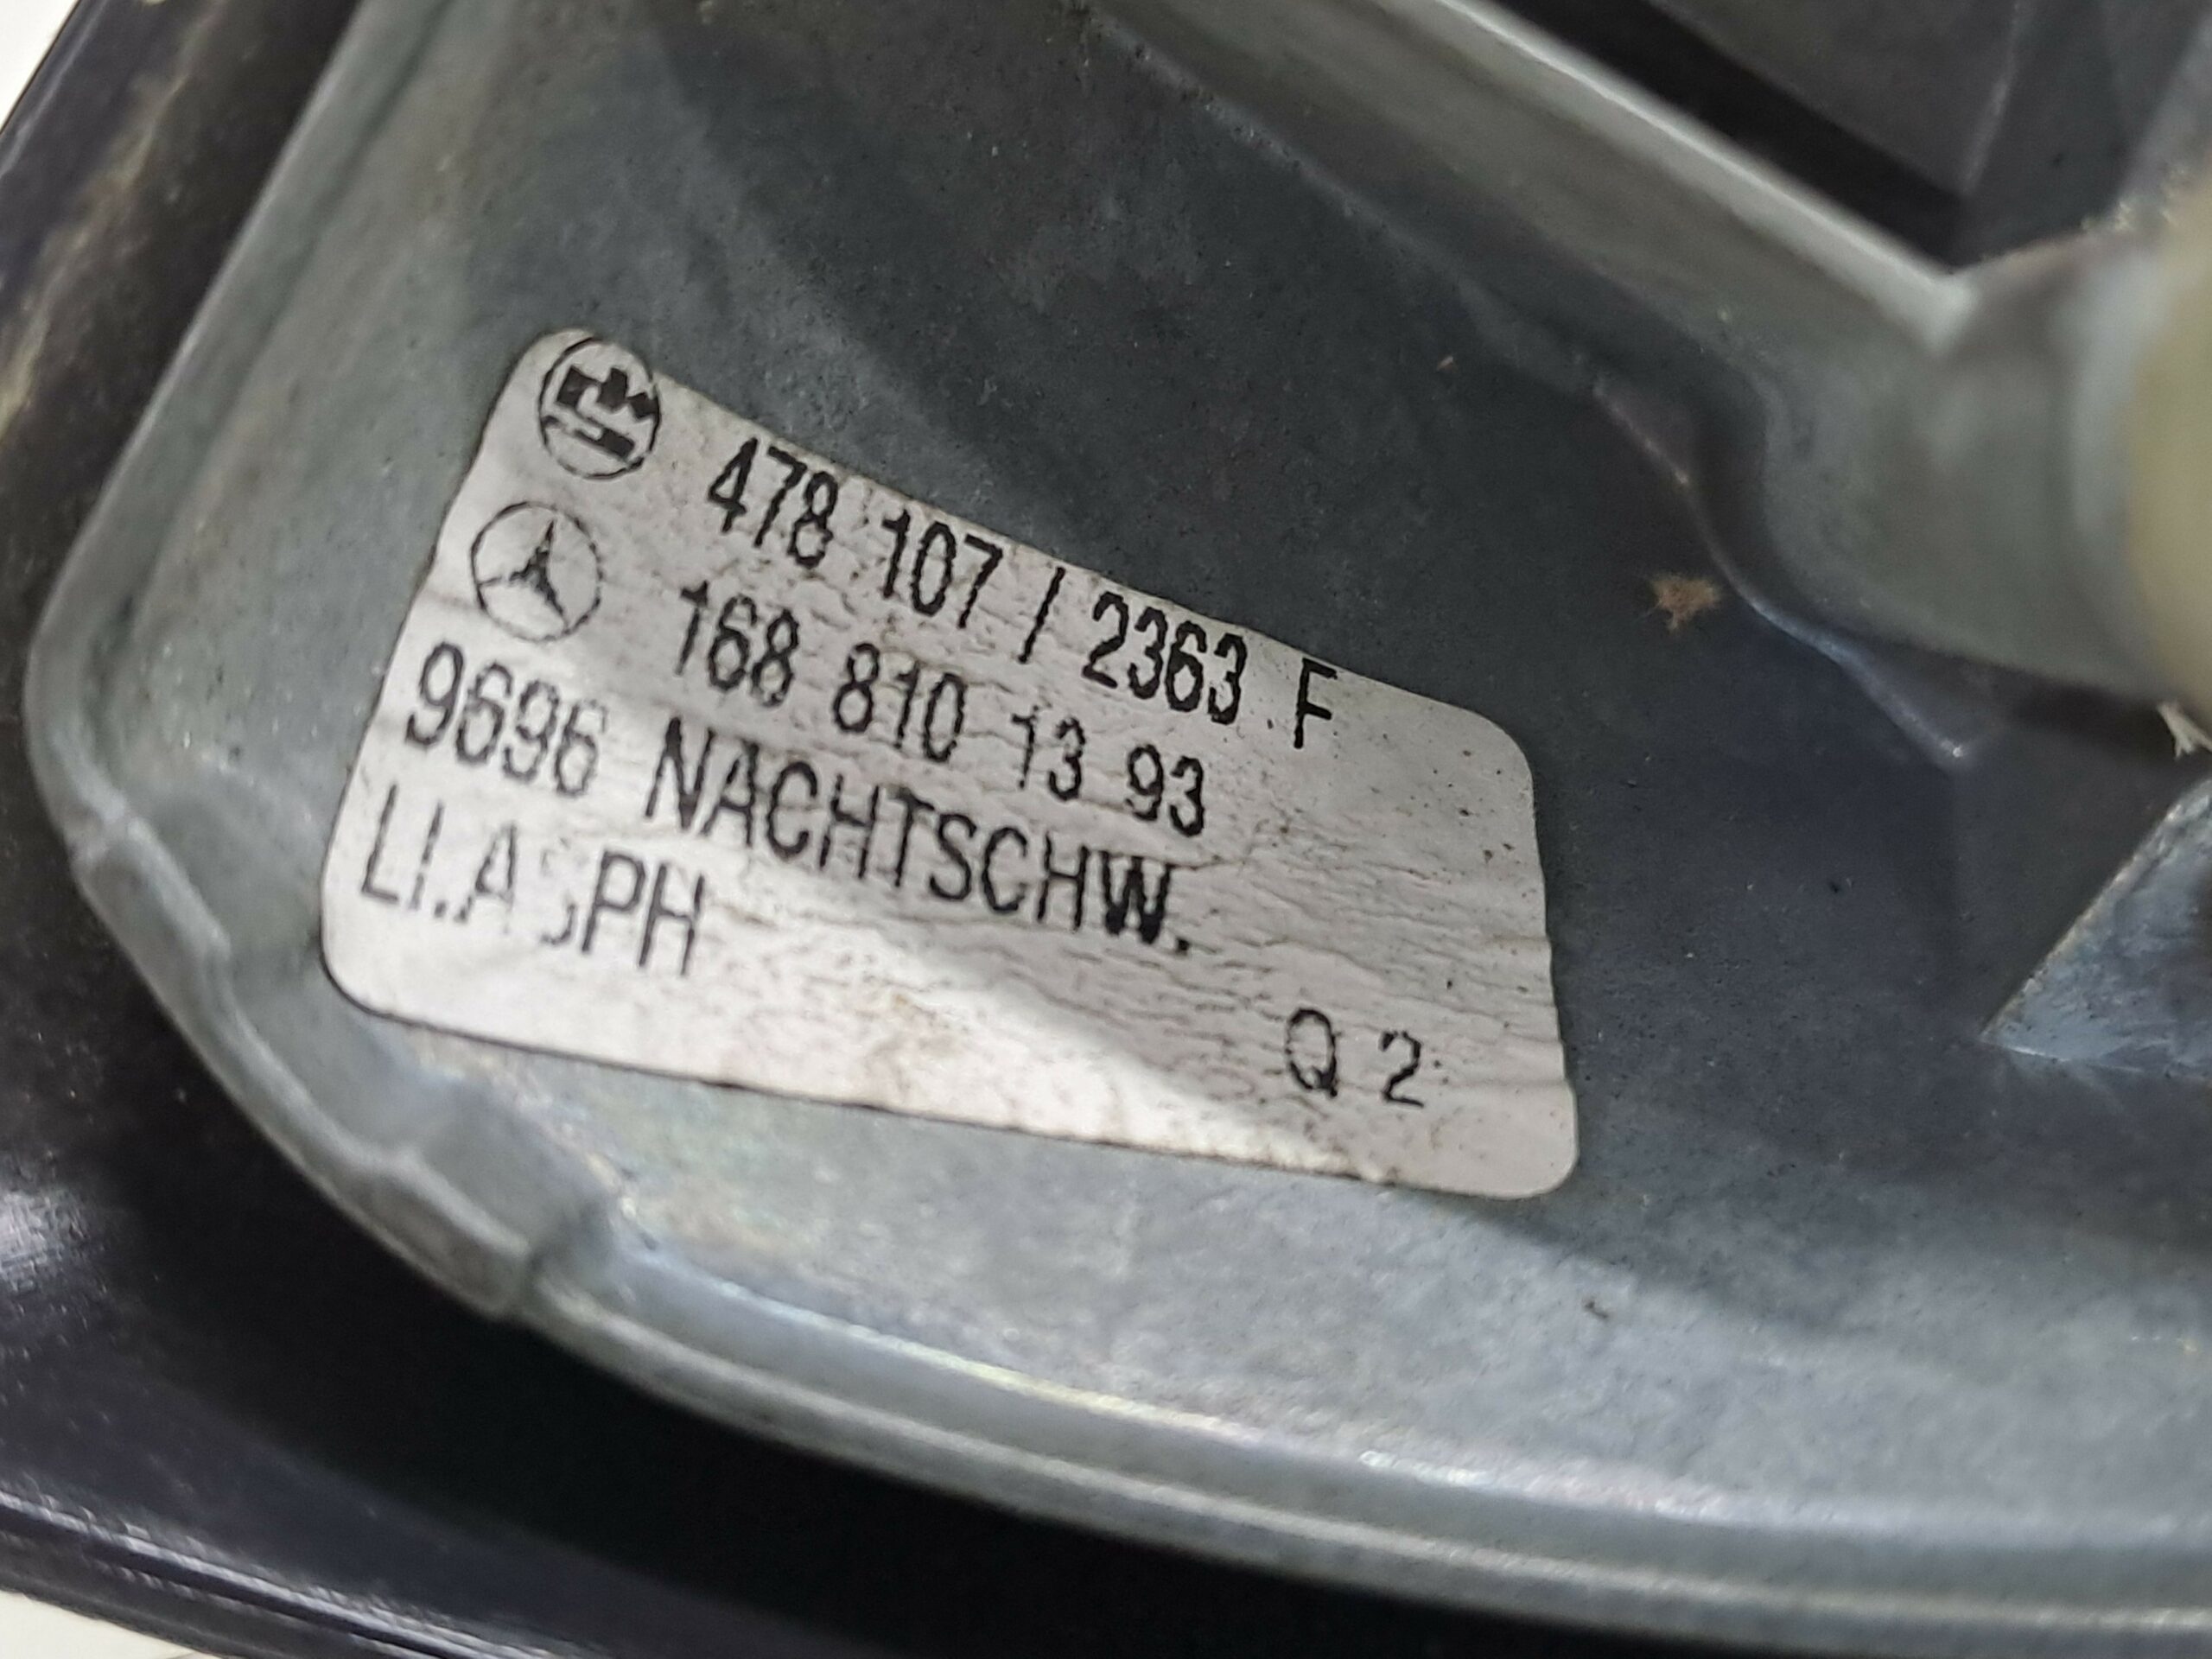 478 107 / 2363 F
168 810 13 93
9696 NACHTSCHW.
Q 2